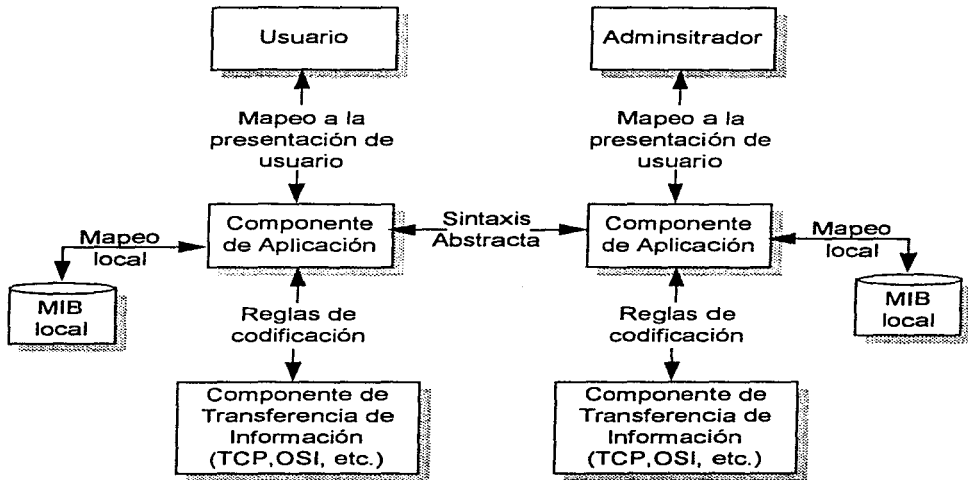 Usuario
Adminsitrador
Mapeo a la
presentación de
usuario
Mapeo a la
presentación de
usuario
Mapeo
local
Componente
de Aplicación
Sintaxis
Abstracta
Componente
de Aplicación
Mapeo
local
MIB
local
MIB
local
Reglas de
codificación
Reglas de
codificación
Componente de
Transferencia de
Información
(TCP,OSI, etc.)
Componente de
Transferencia de
Información
(TCP,OSI, etc.)